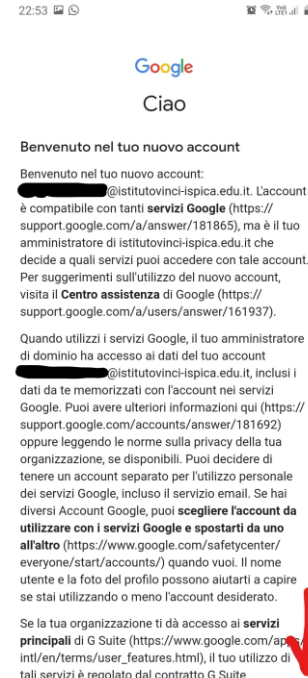 22:53
Google
Ciao
Benvenuto nel tuo nuovo account
Benvenuto nel tuo nuovo account:
@istitutovinci-ispica.edu.it. L'account
è compatibile con tanti servizi Google (https://
support.google.com/a/answer/181865), ma è il tuo
amministratore di istitutovinci-ispica.edu.it che
decide a quali servizi puoi accedere con tale account.
Per suggerimenti sull'utilizzo del nuovo account,
visita il Centro assistenza di Google (https://
support.google.com/a/users/answer/161937).
Quando utilizzi i servizi Google, il tuo amministratore
di dominio ha accesso ai dati del tuo account
@istitutovinci-ispica.edu.it, inclusi i
dati da te memorizzati con l'account nei servizi
Google. Puoi avere ulteriori informazioni qui (https://
support.google.com/accounts/answer/181692)
oppure leggendo le norme sulla privacy della tua
organizzazione, se disponibili. Puoi decidere di
tenere un account separato per l'utilizzo personale
dei servizi Google, incluso il servizio email. Se hai
diversi Account Google, puoi scegliere l'account da
utilizzare con i servizi Google e spostarti da uno
all'altro (https://www.google.com/safetycenter/
everyone/start/accounts/) quando vuoi. Il nome
utente e la foto del profilo possono aiutarti a capire
se stai utilizzando o meno l'account desiderato.
Se la tua organizzazione ti dà accesso ai servizi
principali di G Suite (https://www.google.com/apps/
intl/en/terms/user_features.html), il tuo utilizzo di
tali servizi è regolato dal contratto G Suite